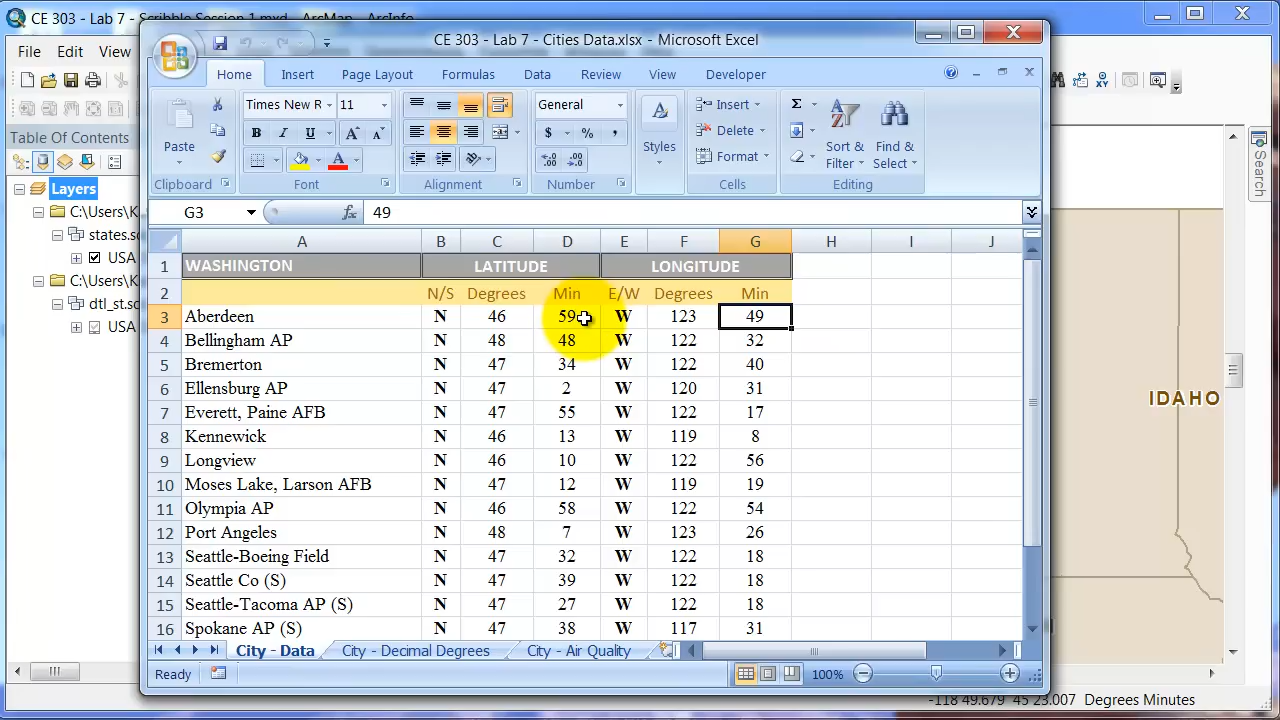 CE 303 - Lab 7 - Scribble Session 1.mxd - ArcMap - ArcInfo
CE 303 - Lab 7 - Cities Data.xlsx - Microsoft Excel
File Edit View
Home Insert Page Layout Formulas Data Review View Developer
Times New R 11
General
Paste
Styles
Insert
Delete
Format
Sort & Filter
Find & Select
Clipboard Font Alignment Number Cells Editing
Table Of Contents
Search
Layers
C:\Users\K
states.s
USA
C:\Users\K
dtl_st.s
USA
G3 fx 49
A B C D E F G H I J
1 WASHINGTON LATITUDE LONGITUDE
2 N/S Degrees Min E/W Degrees Min
3 Aberdeen N 46 59 W 123 49
4 Bellingham AP N 48 48 W 122 32
5 Bremerton N 47 34 W 122 40
6 Ellensburg AP N 47 2 W 120 31
7 Everett, Paine AFB N 47 55 W 122 17
8 Kennewick N 46 13 W 119 8
9 Longview N 46 10 W 122 56
10 Moses Lake, Larson AFB N 47 12 W 119 19
11 Olympia AP N 46 58 W 122 54
12 Port Angeles N 48 7 W 123 26
13 Seattle-Boeing Field N 47 32 W 122 18
14 Seattle Co (S) N 47 39 W 122 18
15 Seattle-Tacoma AP (S) N 47 27 W 122 18
16 Spokane AP (S) N 47 38 W 117 31
City - Data City - Decimal Degrees City - Air Quality
Ready 100%
IDAHO
-118 49.679 45 23.007 Degrees Minutes